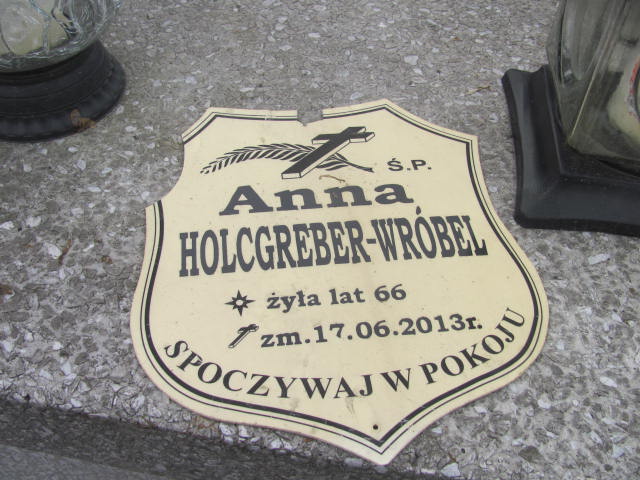 Ś.P.
Anna
HOLCGREBER-WRÓBEL
żyła lat 66
zm.17.06.2013r.
SPOCZYWAJ W POKOJU